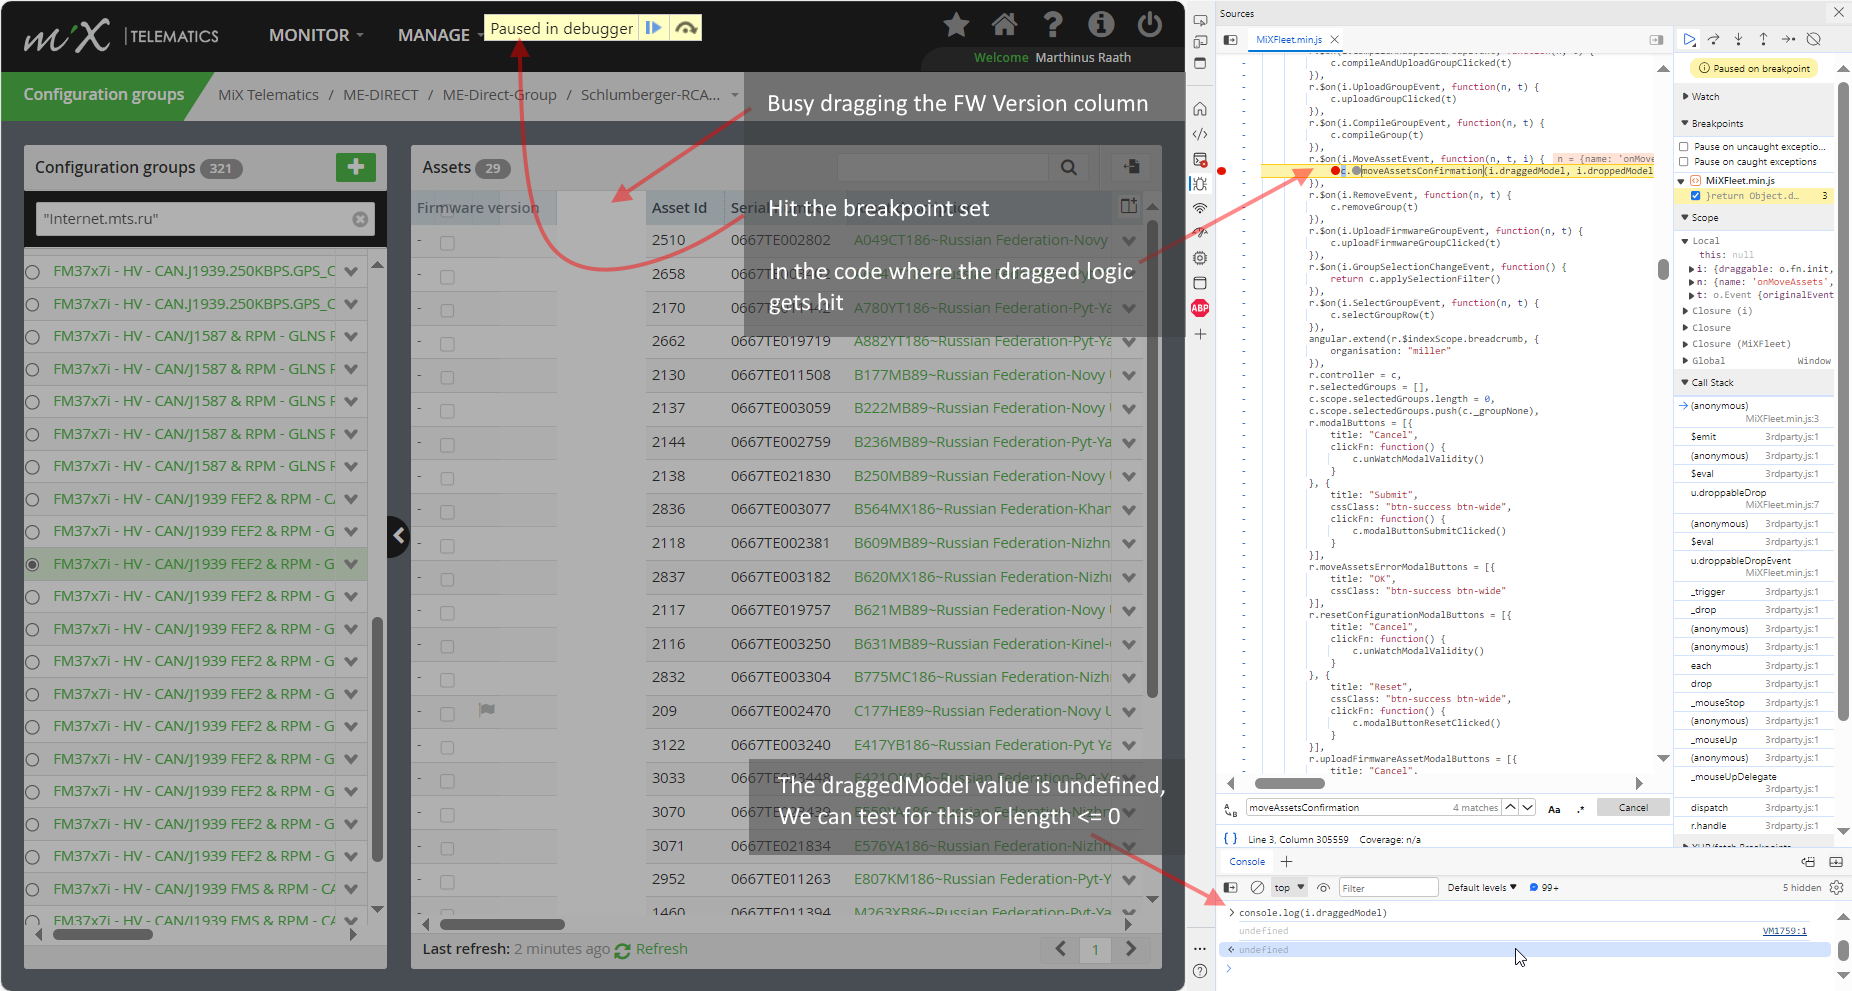 miX TELEMATICS
MONITOR
MANAGE
Paused in debugger
Welcome Marthinus Raath
Configuration groups
MiX Telematics / ME-DIRECT / ME-Direct-Group / Schlumberger-RCA...
Busy dragging the FW Version column
Hit the breakpoint set
In the code where the dragged logic
gets hit
The draggedModel value is undefined,
We can test for this or length <= 0
Configuration groups 321
"Internet.mts.ru"
FM37x7i - HV - CAN.J1939.250KBPS.GPS_C
FM37x7i - HV - CAN.J1939.250KBPS.GPS_C
FM37x7i - HV - CAN/J1587 & RPM - GLNS F
FM37x7i - HV - CAN/J1587 & RPM - GLNS F
FM37x7i - HV - CAN/J1587 & RPM - GLNS F
FM37x7i - HV - CAN/J1587 & RPM - GLNS F
FM37x7i - HV - CAN/J1587 & RPM - GLNS F
FM37x7i - HV - CAN/J1939 FEF2 & RPM - CA
FM37x7i - HV - CAN/J1939 FEF2 & RPM - G
FM37x7i - HV - CAN/J1939 FEF2 & RPM - G
FM37x7i - HV - CAN/J1939 FEF2 & RPM - G
FM37x7i - HV - CAN/J1939 FEF2 & RPM - G
FM37x7i - HV - CAN/J1939 FEF2 & RPM - G
FM37x7i - HV - CAN/J1939 FEF2 & RPM - G
FM37x7i - HV - CAN/J1939 FEF2 & RPM - G
FM37x7i - HV - CAN/J1939 FEF2 & RPM - G
FM37x7i - HV - CAN/J1939 FEF2 & RPM - G
FM37x7i - HV - CAN/J1939 FEF2 & RPM - G
FM37x7i - HV - CAN/J1939 FEF2 & RPM - G
FM37x7i - HV - CAN/J1939 FMS & RPM - CA
FM37x7i - HV - CAN/J1939 FMS & RPM - G
Assets 29
Firmware version Asset Id
- 2510 0667TE002802 A049CT186~Russian Federation-Novy
- 2658
- 2170 A780YT186~Russian Federation-Pyt-Ya
- 2662 0667TE019719 A882YT186~Russian Federation-Pyt-Ya
- 2130 0667TE011508 B177MB89~Russian Federation-Novy U
- 2137 0667TE003059 B222MB89~Russian Federation-Novy U
- 2144 0667TE002759 B236MB89~Russian Federation-Pyt-Ya
- 2138 0667TE021830 B250MB89~Russian Federation-Novy U
- 2836 0667TE003077 B564MX186~Russian Federation-Khan
- 2118 0667TE002381 B609MB89~Russian Federation-Nizhn
- 2837 0667TE003182 B620MX186~Russian Federation-Nizh
- 2117 0667TE019757 B621MB89~Russian Federation-Novy U
- 2116 0667TE003250 B631MB89~Russian Federation-Kinel-
- 2832 0667TE003304 B775MC186~Russian Federation-Nizh
- 209 0667TE002470 C177HE89~Russian Federation-Novy U
- 3122 0667TE003240 E417YB186~Russian Federation-Pyt Ya
- 3033
- 3070
- 3071 0667TE021834 E576YA186~Russian Federation-Nizhn
- 2952 0667TE011263 E807KM186~Russian Federation-Pyt-Y
1460 0667TE011394 M263XB86~Russian Federation-Nizhn
Last refresh: 2 minutes ago Refresh
1
ABP
Sources
MiXFleet.min.js
c.compileAndUploadGroupClicked(t)
}),
r.$on(i.UploadGroupEvent, function(n, t) {
c.uploadGroupClicked(t)
}),
r.$on(i.CompileGroupEvent, function(n, t) {
c.compileGroup(t)
}),
r.$on(i.MoveAssetEvent, function(n, t, i) { n = {name: 'onMove
c.moveAssetsConfirmation(i.draggedModel, i.droppedModel
}),
r.$on(i.RemoveEvent, function(n, t) {
c.removeGroup(t)
}),
r.$on(i.UploadFirmwareGroupEvent, function(n, t) {
c.uploadFirmwareGroupClicked(t)
}),
r.$on(i.GroupSelectionChangeEvent, function() {
return c.applySelectionFilter()
}),
r.$on(i.SelectGroupEvent, function(n, t) {
c.selectGroupRow(t)
}),
angular.extend(r.$indexScope.breadcrumb, {
organisation: "miller"
}),
r.controller = c,
r.selectedGroups = [],
c.scope.selectedGroups.length = 0,
c.scope.selectedGroups.push(c._groupNone),
r.modalButtons = [{
title: "Cancel",
clickFn: function() {
c.unWatchModalValidity()
}
}, {
title: "Submit",
cssClass: "btn-success btn-wide",
clickFn: function() {
c.modalButtonSubmitClicked()
}
}],
r.moveAssetsErrorModalButtons = [{
title: "OK",
cssClass: "btn-success btn-wide"
}],
r.resetConfigurationModalButtons = [{
title: "Cancel",
clickFn: function() {
c.unWatchModalValidity()
}
}, {
title: "Reset",
cssClass: "btn-success btn-wide",
clickFn: function() {
c.modalButtonResetClicked()
}
}],
r.uploadFirmwareAssetModalButtons = [{
title: "Cancel",
moveAssetsConfirmation 4 matches Aa .* Cancel
{ } Line 3, Column 305559 Coverage: n/a
Paused on breakpoint
Watch
Breakpoints
Pause on uncaught exceptio...
Pause on caught exceptions
MiXFleet.min.js
}return Object.d... 3
Scope
Local
this: null
i: {draggable: o.fn.init,
n: {name: 'onMoveAssets',
t: o.Event {originalEvent
Closure (i)
Closure
Closure (MiXFleet)
Global Window
Call Stack
(anonymous)
MiXFleet.min.js:3
$emit 3rdparty.js:1
(anonymous) 3rdparty.js:1
$eval 3rdparty.js:1
u.droppableDrop
MiXFleet.min.js:7
(anonymous) 3rdparty.js:1
$eval 3rdparty.js:1
u.droppableDropEvent
MiXFleet.min.js:1
_trigger 3rdparty.js:1
_drop 3rdparty.js:1
(anonymous) 3rdparty.js:1
(anonymous) 3rdparty.js:1
each 3rdparty.js:1
drop 3rdparty.js:1
_mouseStop 3rdparty.js:1
(anonymous) 3rdparty.js:1
_mouseUp 3rdparty.js:1
(anonymous) 3rdparty.js:1
_mouseUpDelegate
3rdparty.js:1
dispatch 3rdparty.js:1
r.handle 3rdparty.js:1
XHR/fetch Breakpoints
Console
top Filter Default levels 99+ 5 hidden
console.log(i.draggedModel)
undefined VM1759:1
undefined